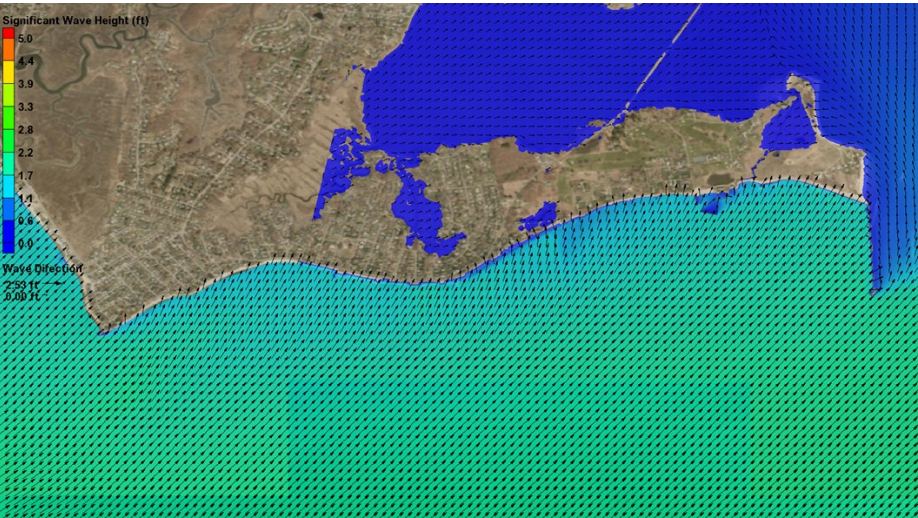 Significant Wave Height (ft)
5.0
4.4
3.9
3.3
2.8
2.2
1.7
1.1
0.6
0.0
Wave Direction
2.53 ft
0.00 ft